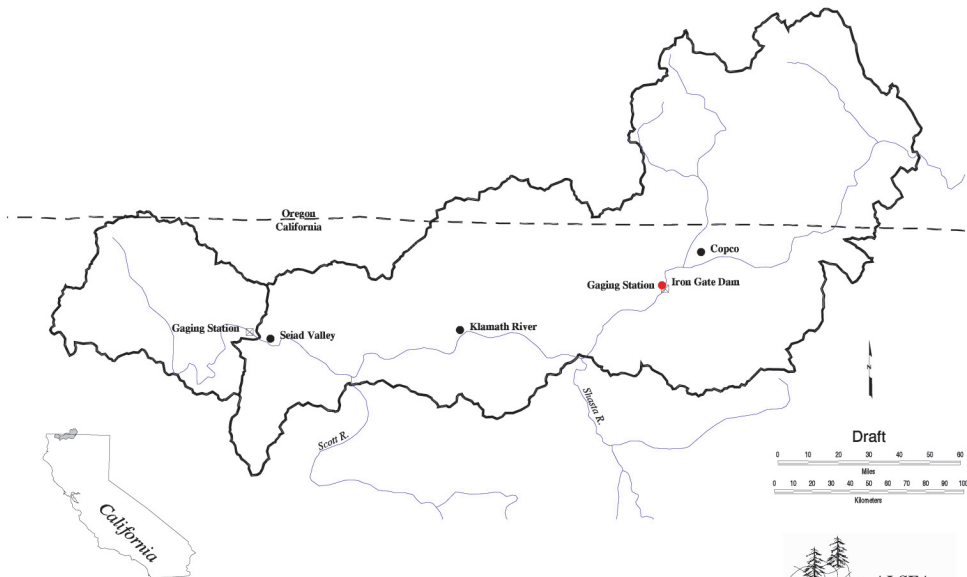 Oregon
California
Copco
Gaging Station
Iron Gate Dam
Gaging Station
Seiad Valley
Klamath River
Shasta R.
Scott R.
N
Draft
0 10 20 30 40 50 60
Miles
0 10 20 30 40 50 60 70 80 90 100
Kilometers
California